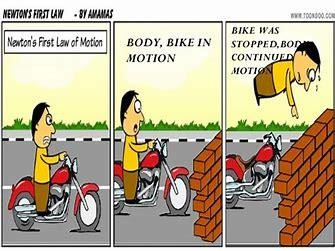 NEWTON'S FIRST LAW - BY AMAMAS
WWW.TOONDOO.COM
Newton's First Law of Motion
BODY, BIKE IN
MOTION
BIKE WAS
STOPPED,BODY
CONTINUED
MOTION